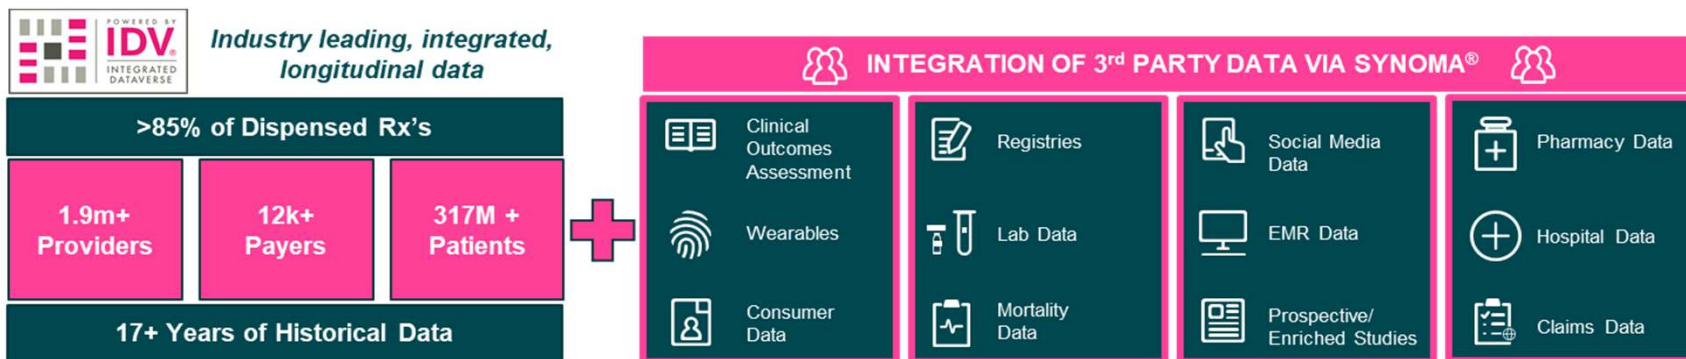 POWERED BY
IDV®
INTEGRATED
DATAVERSE
Industry leading, integrated,
longitudinal data
>85% of Dispensed Rx's
1.9m+
Providers
12k+
Payers
317M +
Patients
17+ Years of Historical Data
INTEGRATION OF 3rd PARTY DATA VIA SYNOMA®
Clinical
Outcomes
Assessment
Wearables
Consumer
Data
Registries
Lab Data
Mortality
Data
Social Media
Data
EMR Data
Prospective/
Enriched Studies
Pharmacy Data
Hospital Data
Claims Data